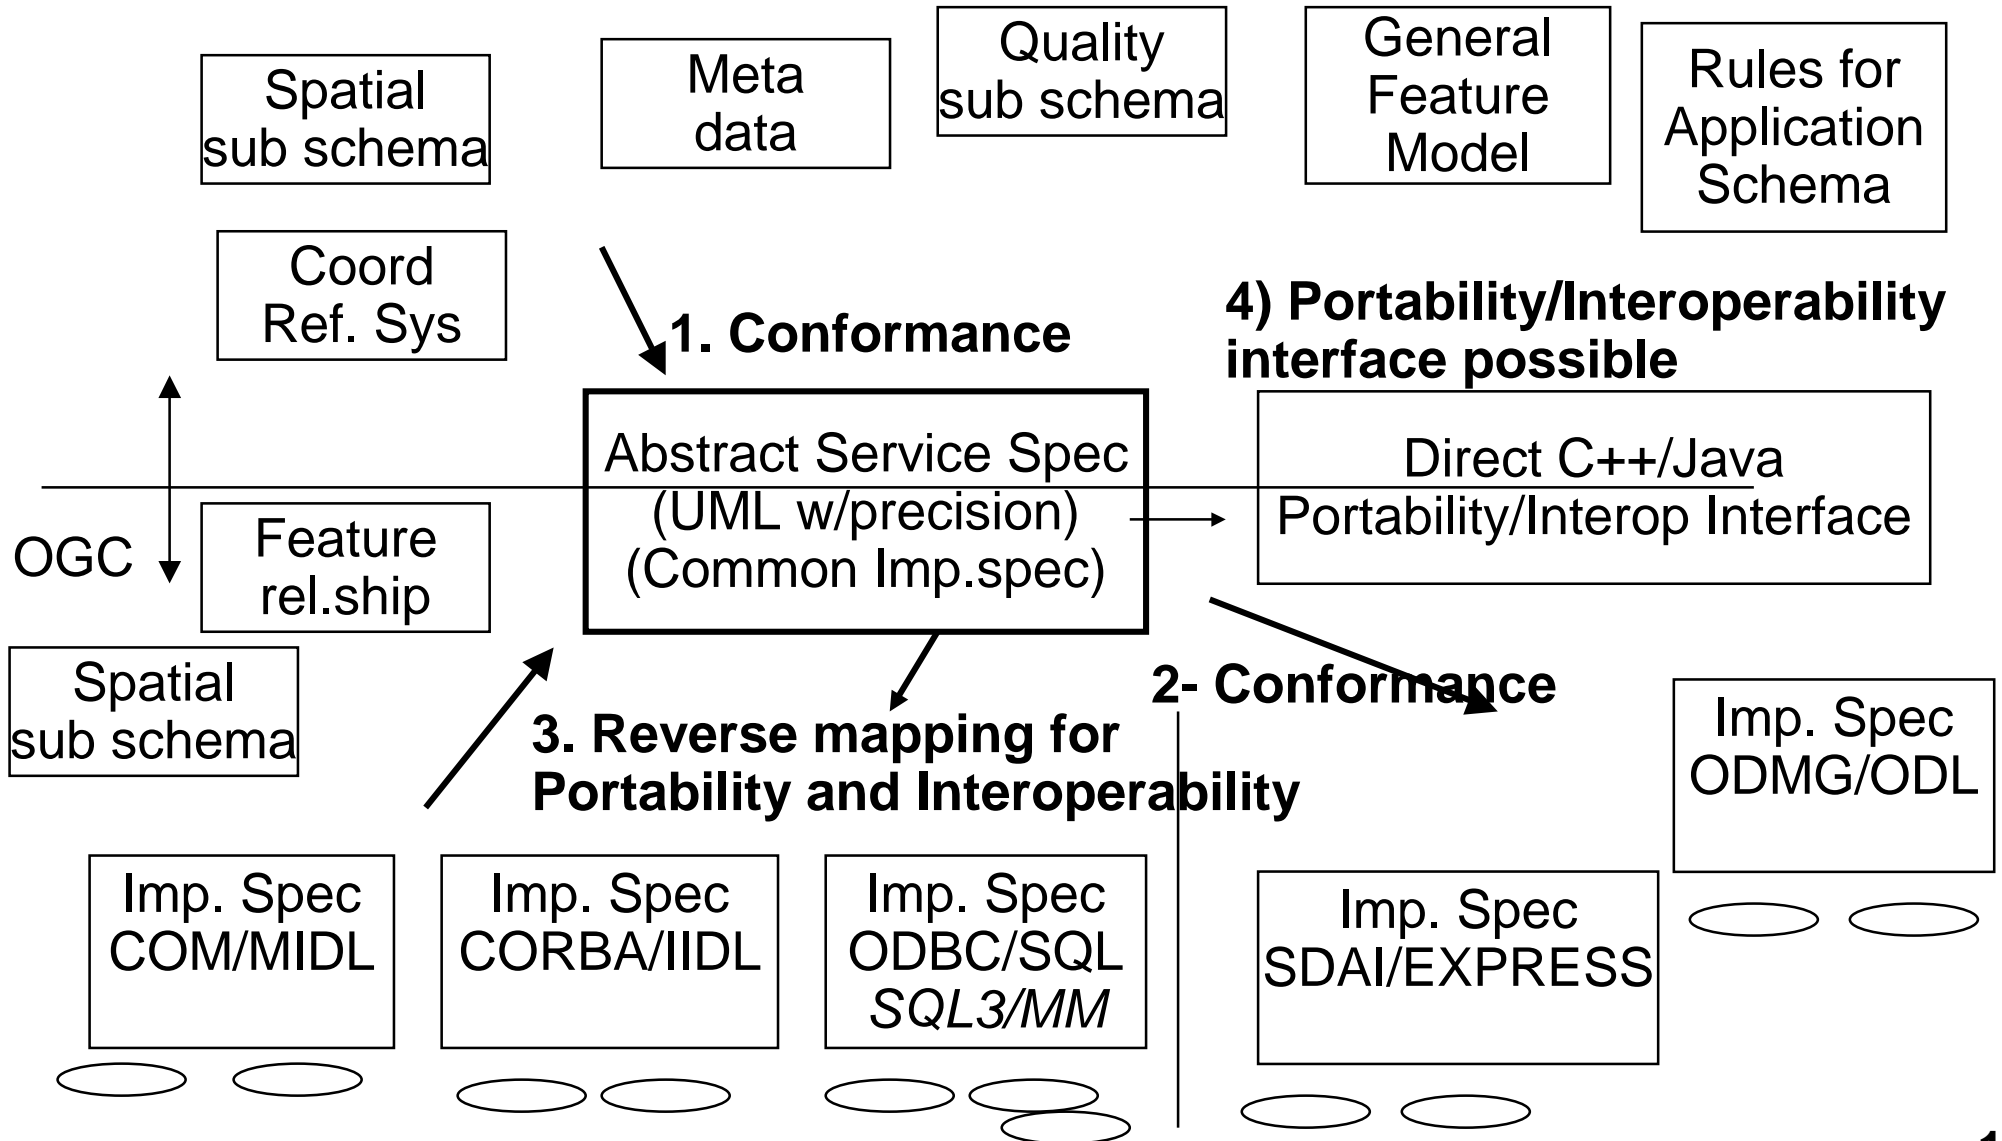 Spatial
sub schema
Meta
data
Quality
sub schema
General
Feature
Model
Rules for
Application
Schema
Coord
Ref. Sys
1. Conformance
4) Portability/Interoperability
interface possible
Abstract Service Spec
(UML w/precision)
(Common Imp.spec)
Direct C++/Java
Portability/Interop Interface
OGC
Feature
rel.ship
Spatial
sub schema
3. Reverse mapping for
Portability and Interoperability
2- Conformance
Imp. Spec
ODMG/ODL
Imp. Spec
COM/MIDL
Imp. Spec
CORBA/IIDL
Imp. Spec
ODBC/SQL
SQL3/MM
Imp. Spec
SDAI/EXPRESS